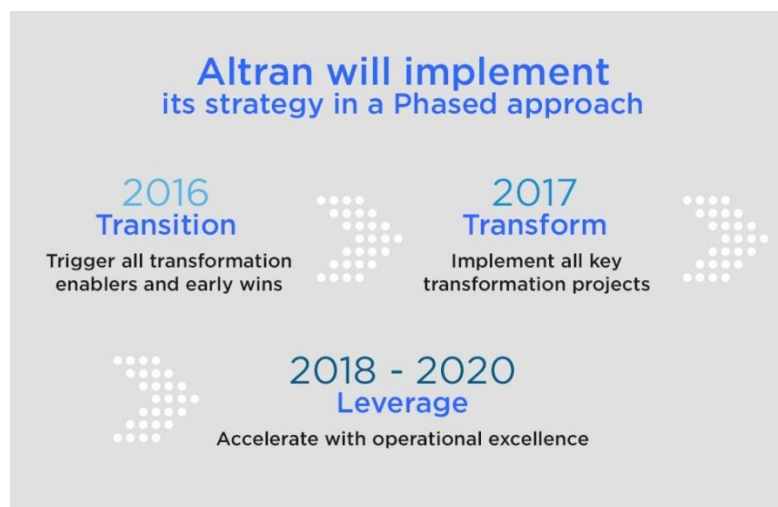 Altran will implement
its strategy in a Phased approach
2016
Transition
Trigger all transformation
enablers and early wins
2017
Transform
Implement all key
transformation projects
2018 - 2020
Leverage
Accelerate with operational excellence